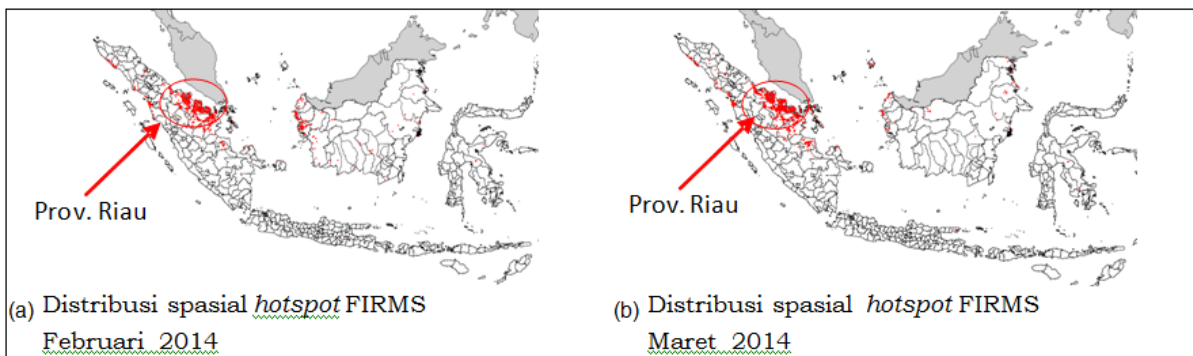 Prov. Riau
(a) Distribusi spasial hotspot FIRMS
Februari 2014
Prov. Riau
(b) Distribusi spasial hotspot FIRMS
Maret 2014